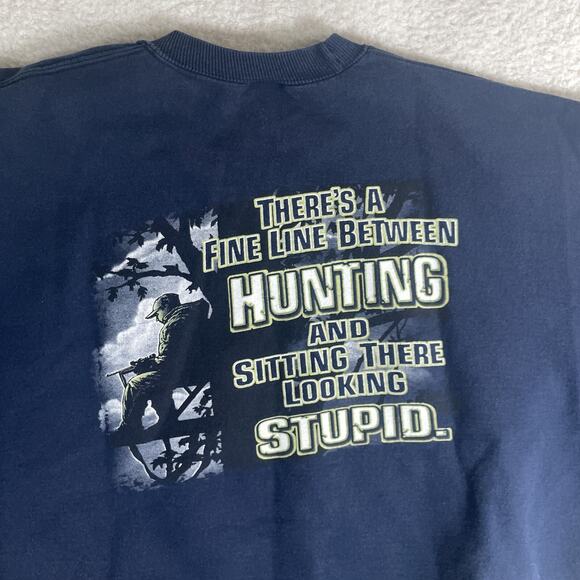 THERE'S A
FINE LINE BETWEEN
HUNTING
AND
SITTING THERE
LOOKING
STUPID.